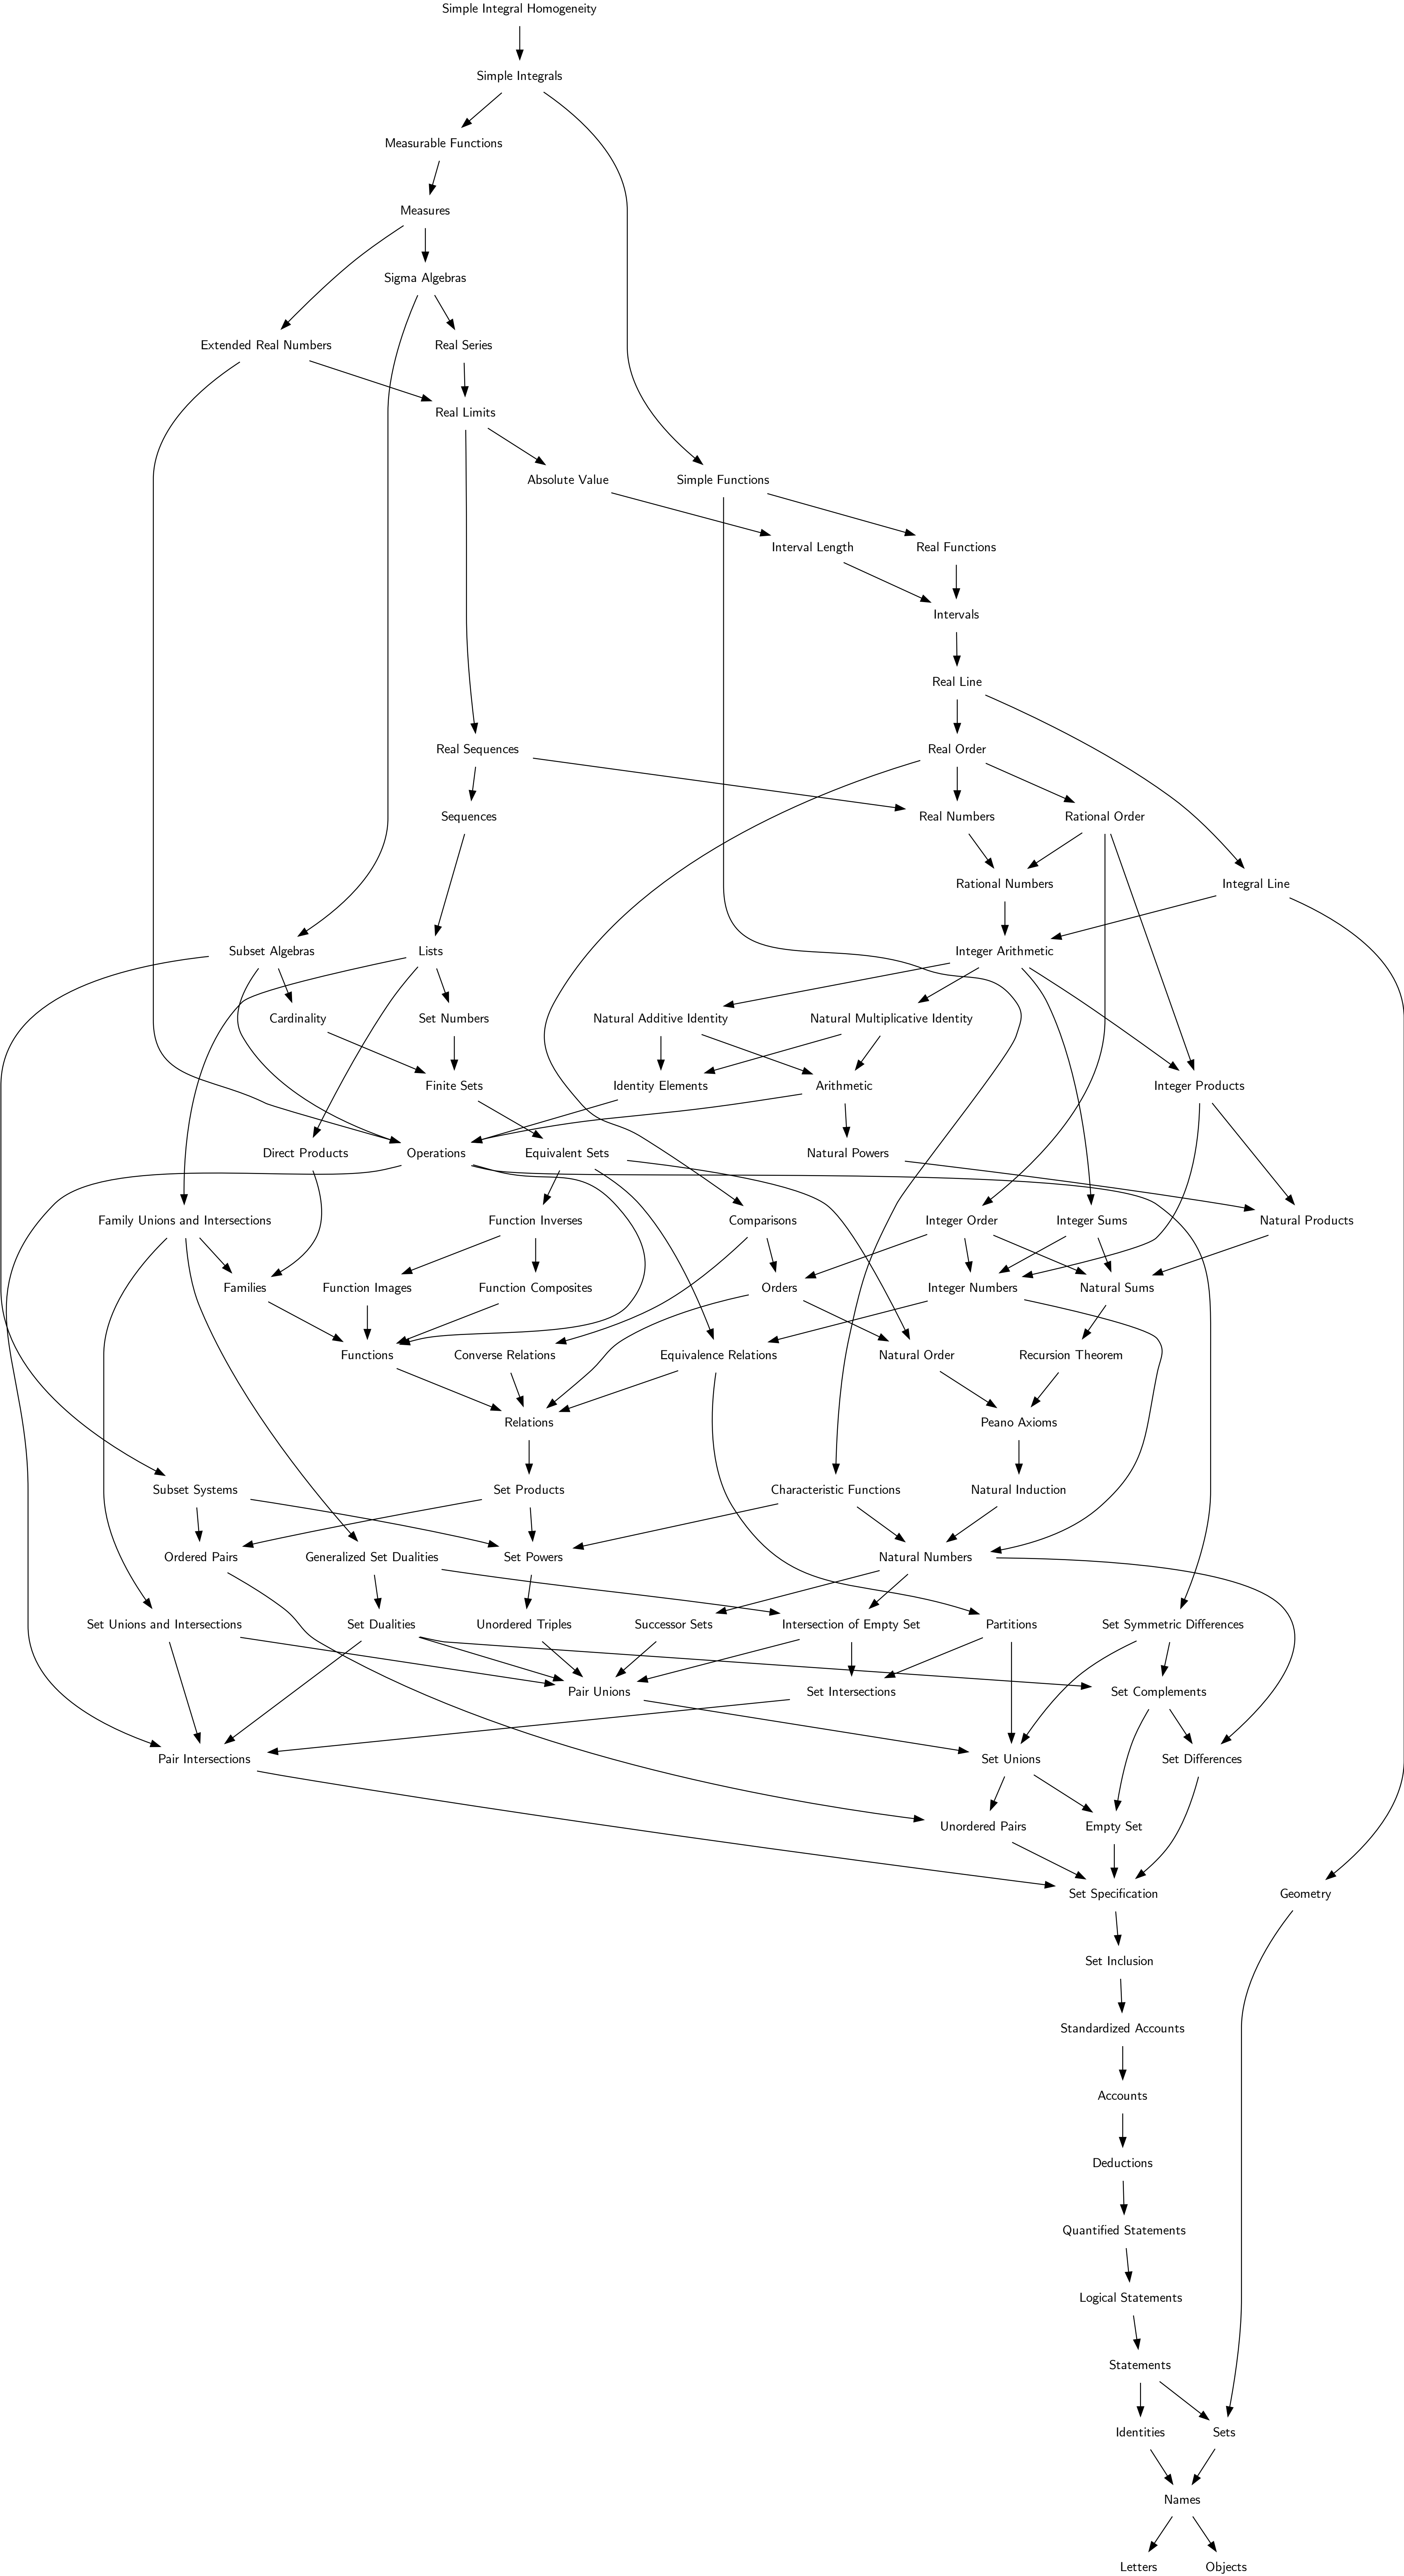 Simple Integral Homogeneity
Simple Integrals
Measurable Functions
Measures
Sigma Algebras
Extended Real Numbers
Real Series
Real Limits
Absolute Value
Simple Functions
Interval Length
Real Functions
Intervals
Real Line
Real Sequences
Real Order
Sequences
Real Numbers
Rational Order
Rational Numbers
Integral Line
Subset Algebras
Lists
Integer Arithmetic
Cardinality
Set Numbers
Natural Additive Identity
Natural Multiplicative Identity
Finite Sets
Identity Elements
Arithmetic
Integer Products
Direct Products
Operations
Equivalent Sets
Natural Powers
Family Unions and Intersections
Function Inverses
Comparisons
Integer Order
Integer Sums
Natural Products
Families
Function Images
Function Composites
Orders
Integer Numbers
Natural Sums
Functions
Converse Relations
Equivalence Relations
Natural Order
Recursion Theorem
Relations
Peano Axioms
Subset Systems
Set Products
Characteristic Functions
Natural Induction
Ordered Pairs
Generalized Set Dualities
Set Powers
Natural Numbers
Set Unions and Intersections
Set Dualities
Unordered Triples
Successor Sets
Intersection of Empty Set
Partitions
Set Symmetric Differences
Pair Unions
Set Intersections
Set Complements
Pair Intersections
Set Unions
Set Differences
Unordered Pairs
Empty Set
Set Specification
Geometry
Set Inclusion
Standardized Accounts
Accounts
Deductions
Quantified Statements
Logical Statements
Statements
Identities
Sets
Names
Letters
Objects